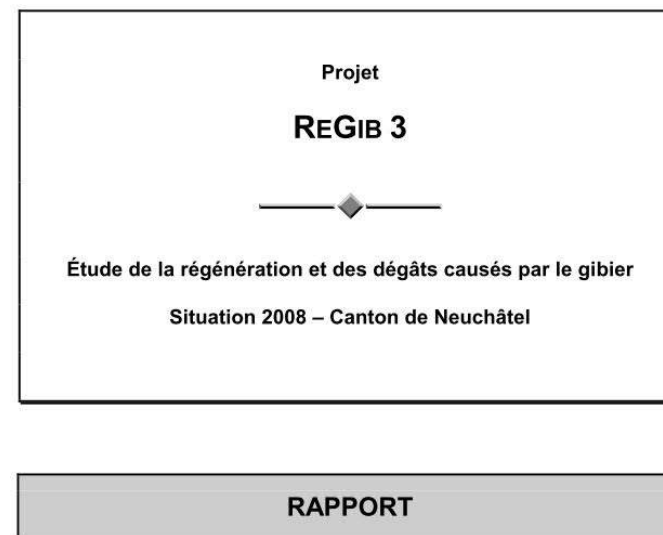 Projet
REGIB 3
Étude de la régénération et des dégâts causés par le gibier
Situation 2008 – Canton de Neuchâtel
RAPPORT